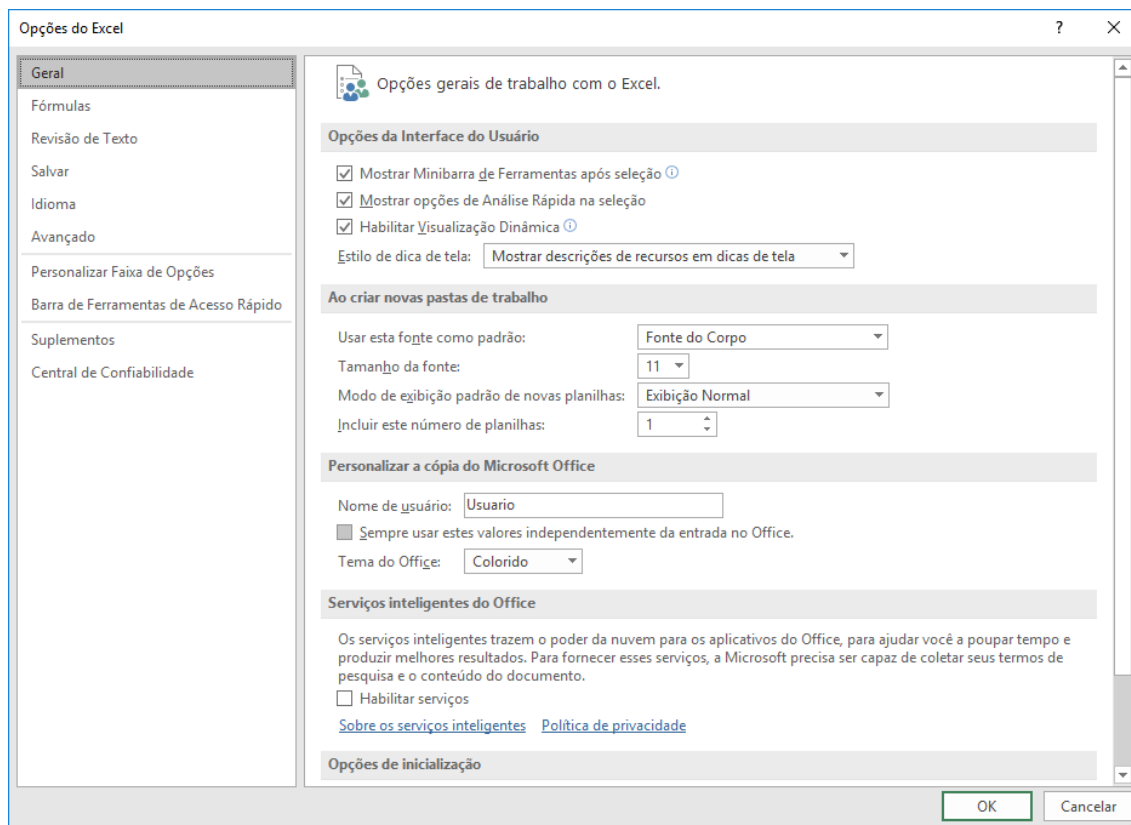 Opções do Excel
Geral
Fórmulas
Revisão de Texto
Salvar
Idioma
Avançado
Personalizar Faixa de Opções
Barra de Ferramentas de Acesso Rápido
Suplementos
Central de Confiabilidade
Opções gerais de trabalho com o Excel.
Opções da Interface do Usuário
Mostrar Minibarra de Ferramentas após seleção
Mostrar opções de Análise Rápida na seleção
Habilitar Visualização Dinâmica
Estilo de dica de tela: Mostrar descrições de recursos em dicas de tela
Ao criar novas pastas de trabalho
Usar esta fonte como padrão: Fonte do Corpo
Tamanho da fonte: 11
Modo de exibição padrão de novas planilhas: Exibição Normal
Incluir este número de planilhas: 1
Personalizar a cópia do Microsoft Office
Nome de usuário: Usuario
Sempre usar estes valores independentemente da entrada no Office.
Tema do Office: Colorido
Serviços inteligentes do Office
Os serviços inteligentes trazem o poder da nuvem para os aplicativos do Office, para ajudar você a poupar tempo e
produzir melhores resultados. Para fornecer esses serviços, a Microsoft precisa ser capaz de coletar seus termos de
pesquisa e o conteúdo do documento.
Habilitar serviços
Sobre os serviços inteligentes Política de privacidade
Opções de inicialização
OK Cancelar